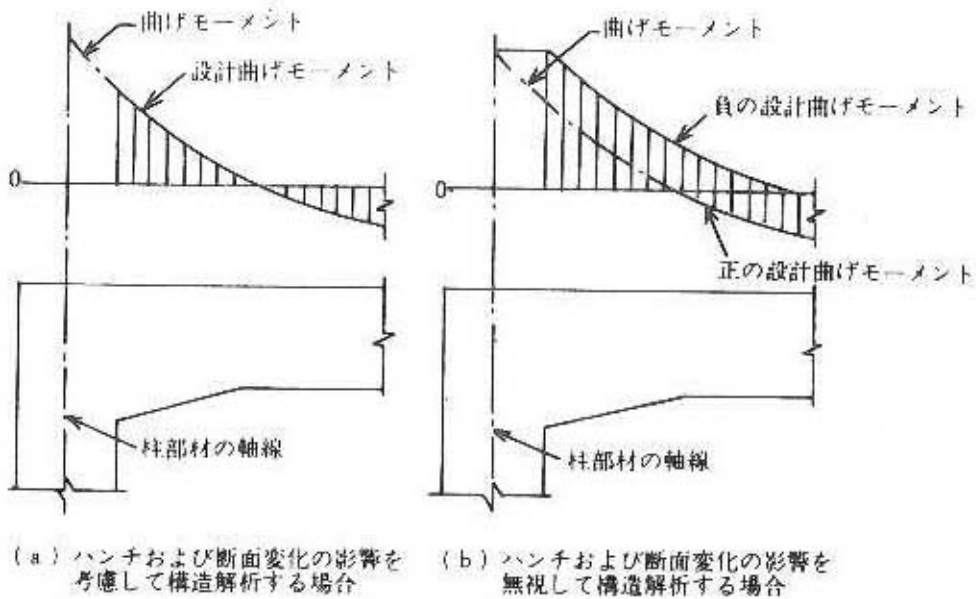 曲げモーメント
設計曲げモーメント
0
柱部材の軸線
(a) ハンチおよび断面変化の影響を
考慮して構造解析する場合
曲げモーメント
負の設計曲げモーメント
0
正の設計曲げモーメント
柱部材の軸線
(b) ハンチおよび断面変化の影響を
無視して構造解析する場合